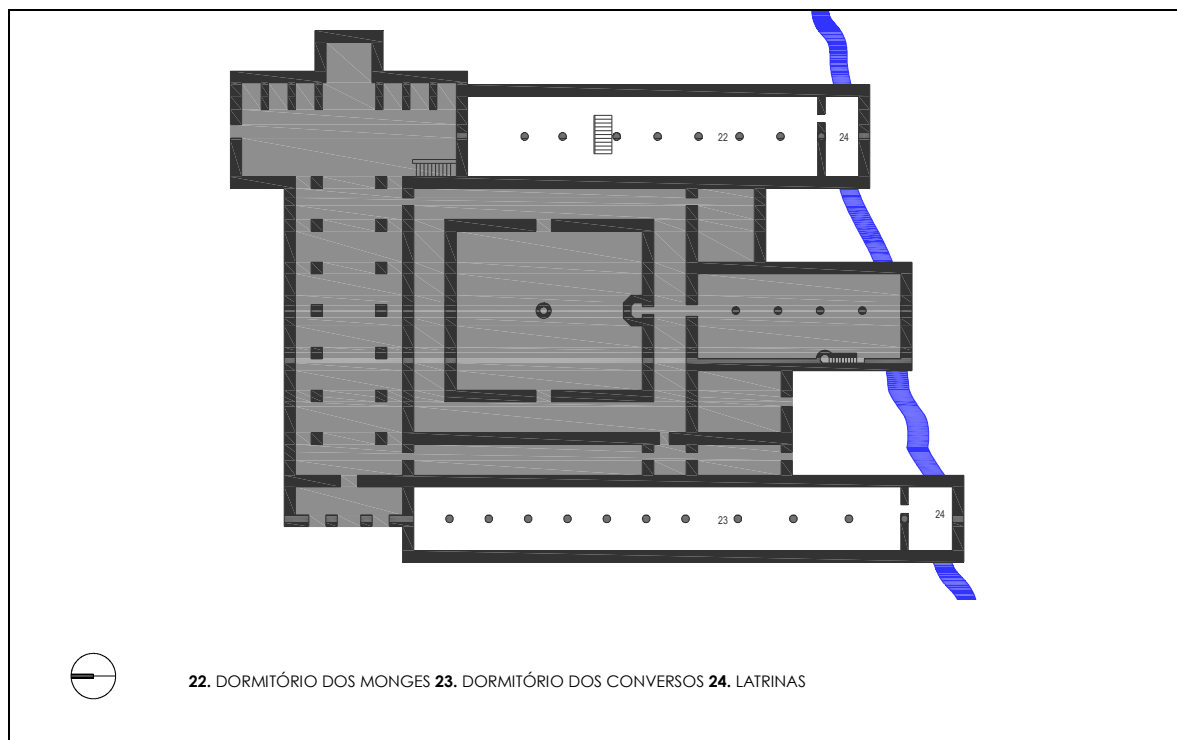 22
24
23
24
22. DORMITÓRIO DOS MONGES 23. DORMITÓRIO DOS CONVERSOS 24. LATRINAS